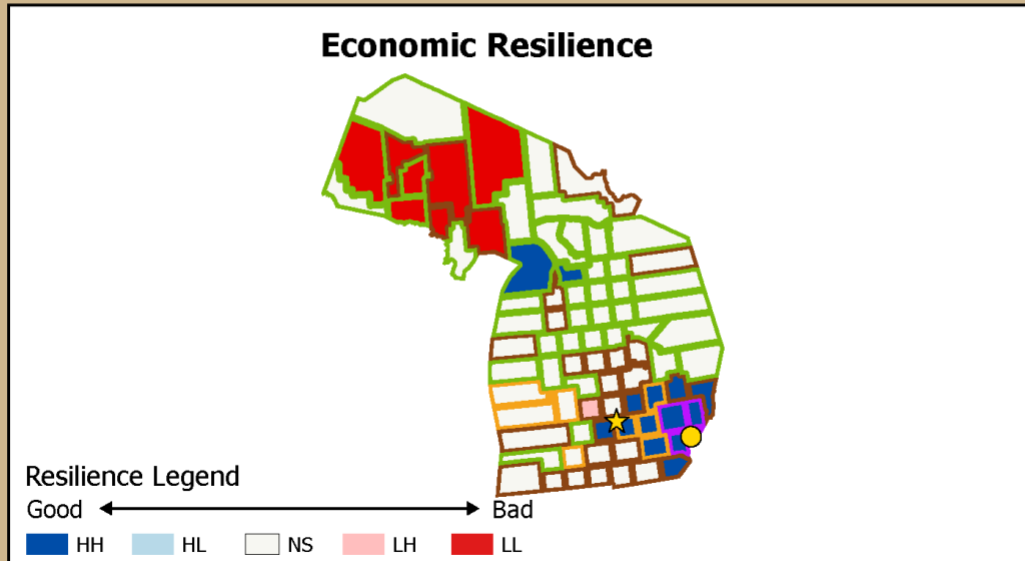 Economic Resilience
Resilience Legend
Good Bad
HH HL NS LH LL